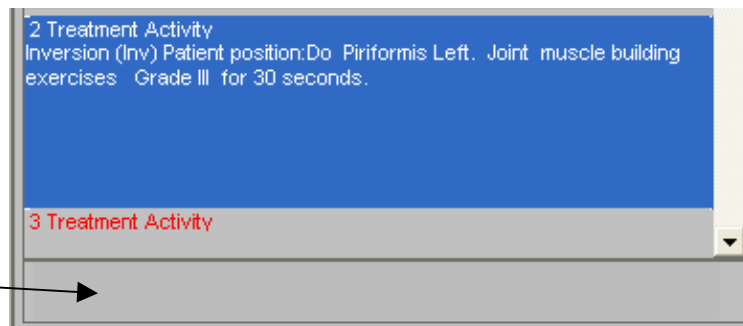 2 Treatment Activity
Inversion (Inv) Patient position:Do  Piriformis Left.  Joint  muscle building
exercises   Grade III  for 30 seconds.
3 Treatment Activity